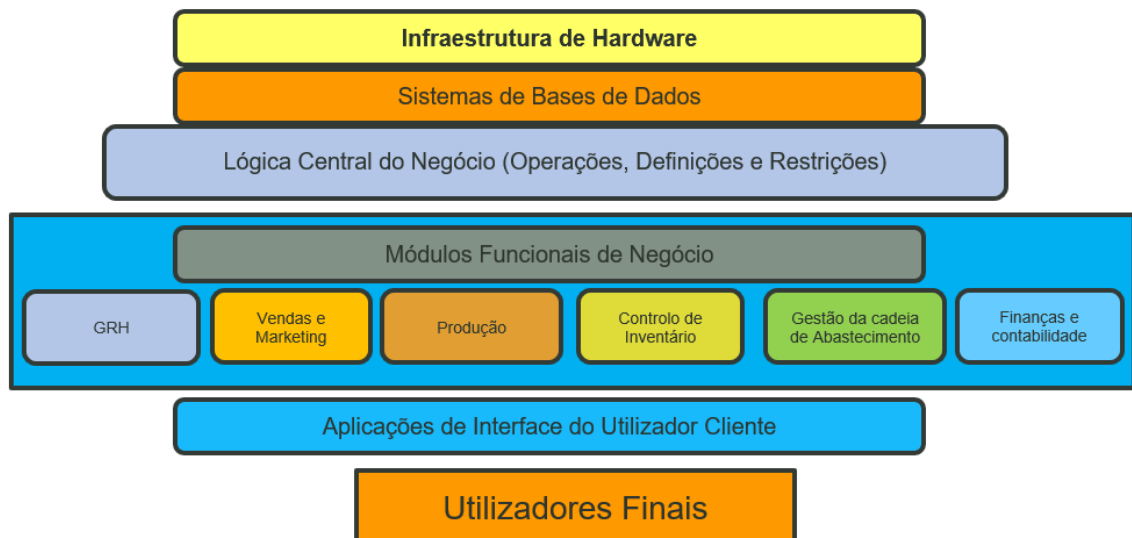 Infraestrutura de Hardware
Sistemas de Bases de Dados
Lógica Central do Negócio (Operações, Definições e Restrições)
Módulos Funcionais de Negócio
GRH
Vendas e
Marketing
Produção
Controlo de
Inventário
Gestão da cadeia
de Abastecimento
Finanças e
contabilidade
Aplicações de Interface do Utilizador Cliente
Utilizadores Finais